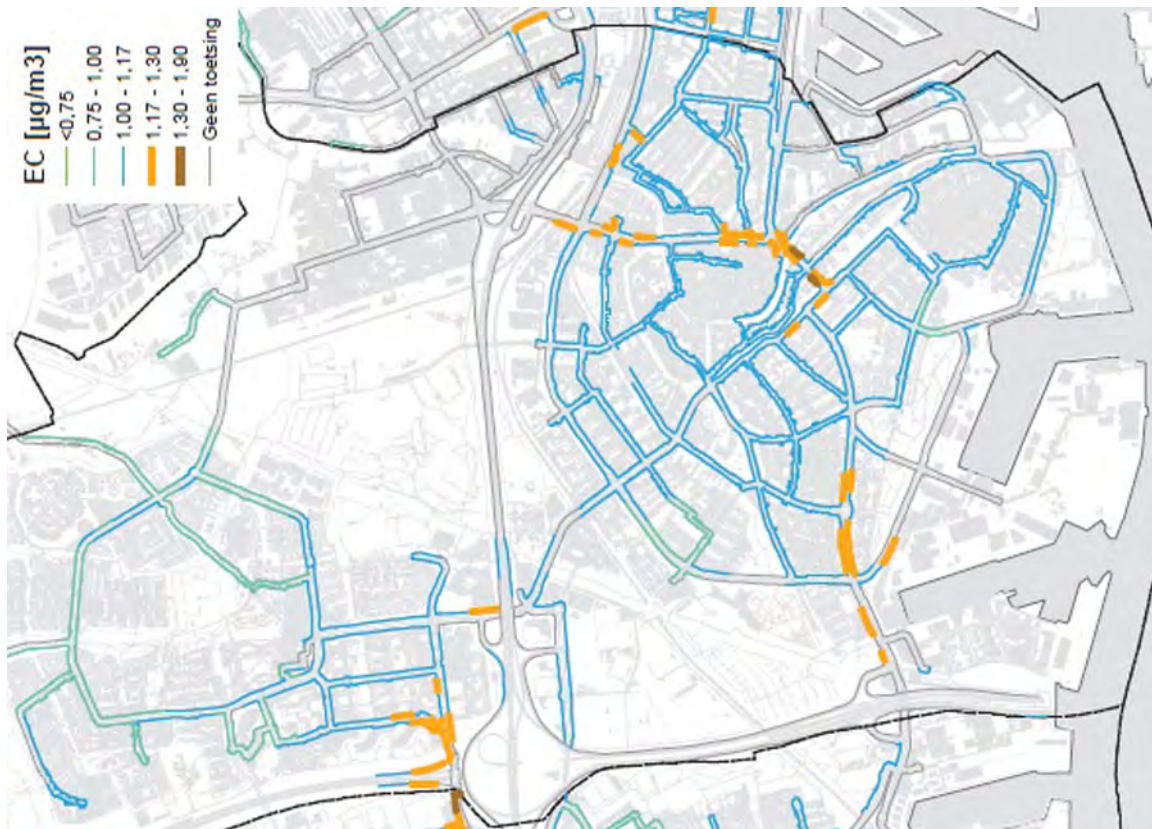 EC [µg/m3]
<0,75
0,75 - 1,00
1,00 - 1,17
1,17 - 1,30
1,30 - 1,90
Geen toetsing